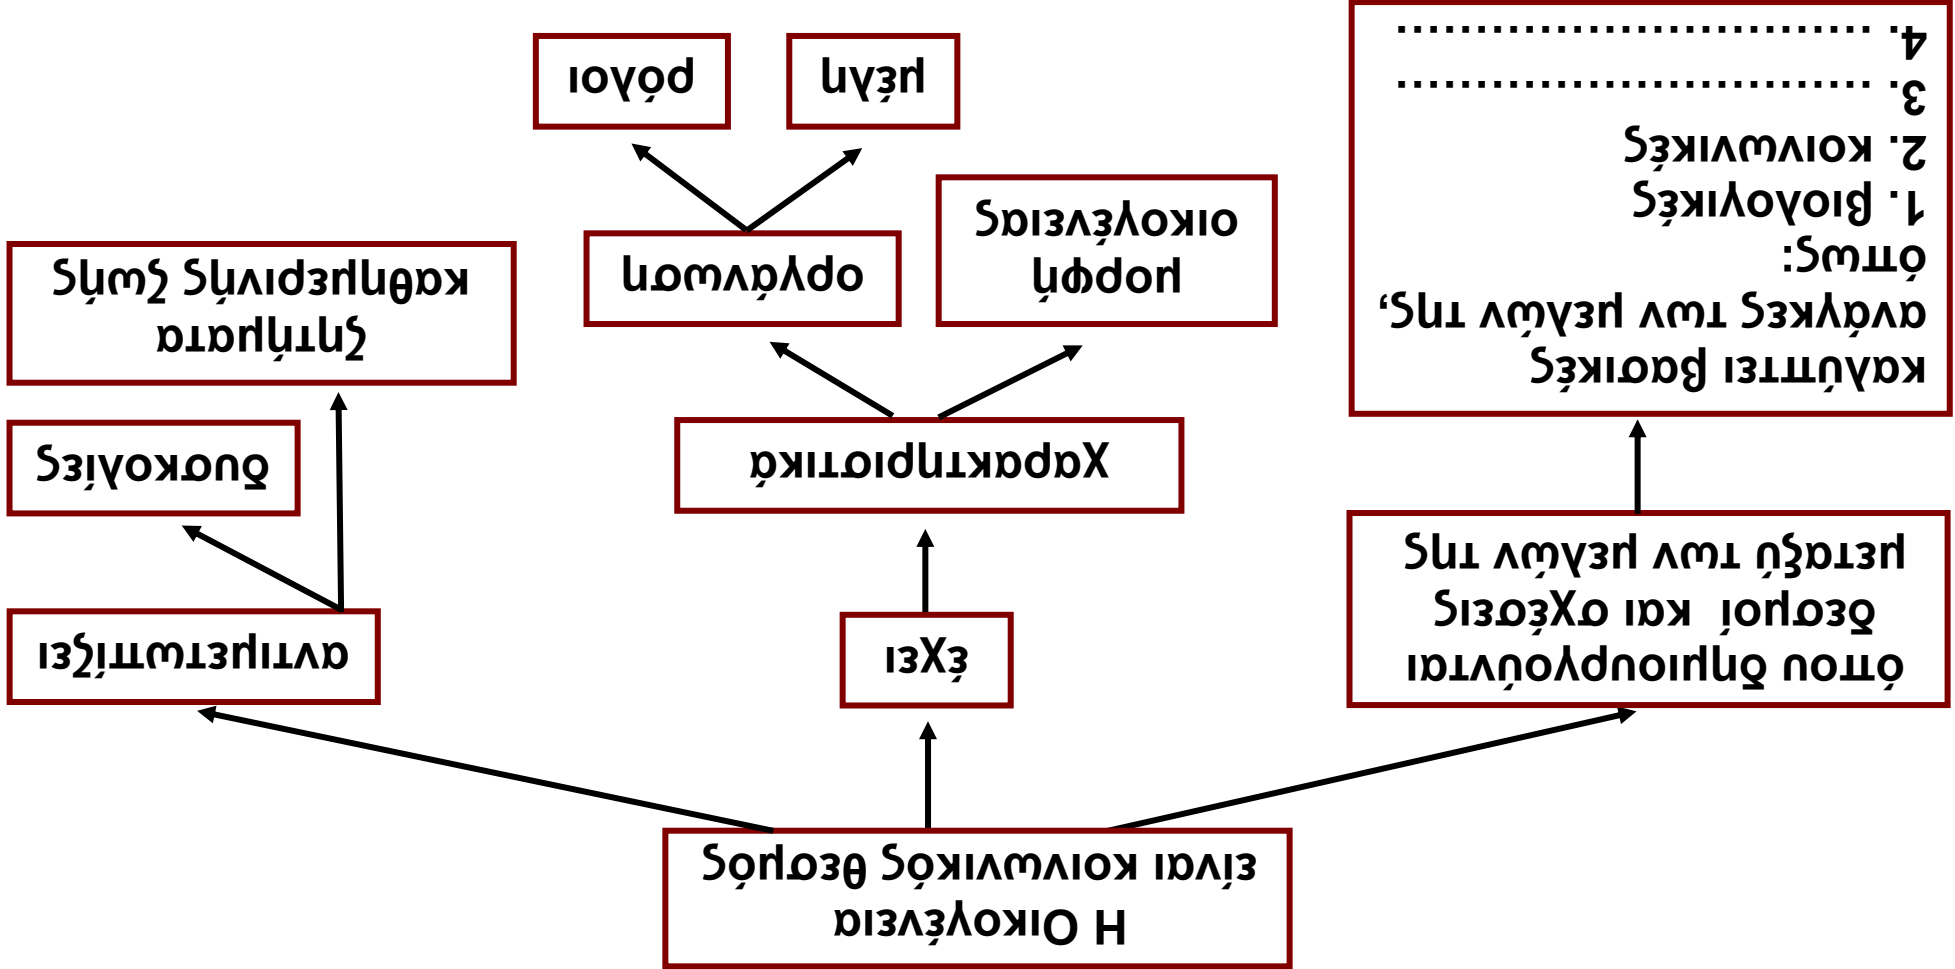 Η Οικογένεια
είναι κοινωνικός θεσμός
όπου δημιουργούνται
δεσμοί και σχέσεις
μεταξύ των μελών της
έχει
αντιμετωπίζει
καλύπτει βασικές
ανάγκες των μελών της,
όπως:
1. βιολογικές
2. κοινωνικές
3. ..............................
4. ..............................
Χαρακτηριστικά
δυσκολίες
ζητήματα
καθημερινής ζωής
μορφή
οικογένειας
οργάνωση
μέλη
ρόλοι